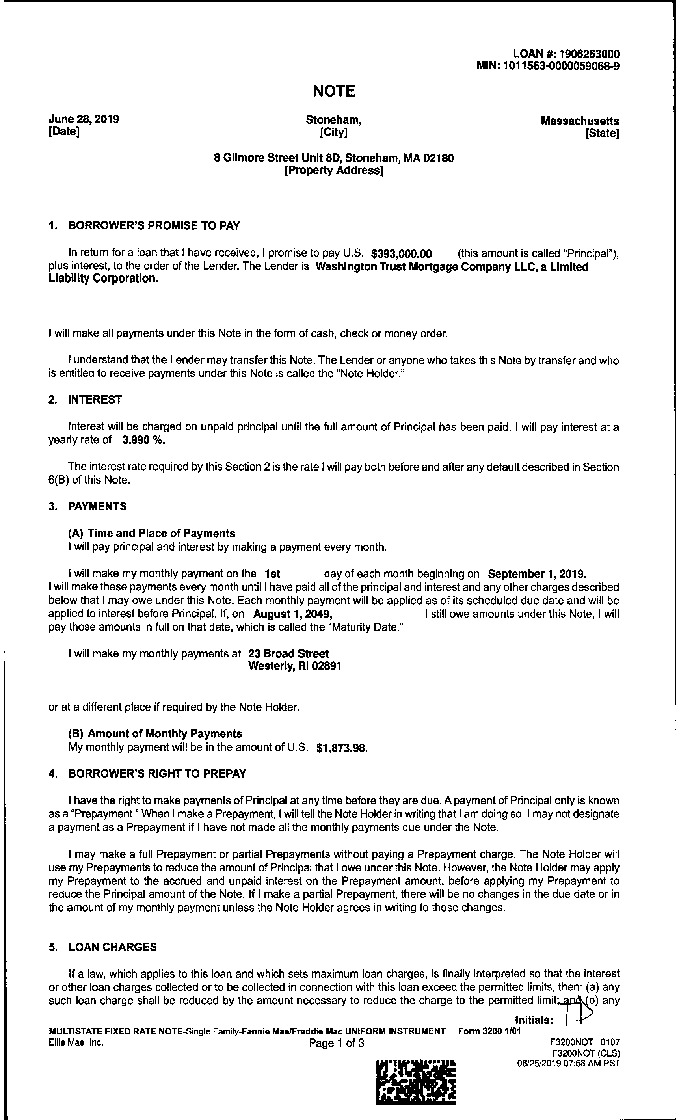 LOAN #: 1906253000
MIN: 1011563-0000059068-9
NOTE
June 28, 2019 Stoneham, Massachusetts
[Date] [City] [State]
8 Gilmore Street Unit 8D, Stoneham, MA 02180
[Property Address]
1. BORROWER'S PROMISE TO PAY
In return for a loan that I have received, I promise to pay U.S. $393,000.00 (this amount is called "Principal"),
plus interest, to the order of the Lender. The Lender is Washington Trust Mortgage Company LLC, a Limited
Liability Corporation.
I will make all payments under this Note in the form of cash, check or money order.
I understand that the Lender may transfer this Note. The Lender or anyone who takes this Note by transfer and who
is entitled to receive payments under this Note is called the "Note Holder."
2. INTEREST
Interest will be charged on unpaid principal until the full amount of Principal has been paid. I will pay interest at a
yearly rate of 3.990 %.
The interest rate required by this Section 2 is the rate I will pay both before and after any default described in Section
6(B) of this Note.
3. PAYMENTS
(A) Time and Place of Payments
I will pay principal and interest by making a payment every month.
I will make my monthly payment on the 1st day of each month beginning on September 1, 2019.
I will make these payments every month until I have paid all of the principal and interest and any other charges described
below that I may owe under this Note. Each monthly payment will be applied as of its scheduled due date and will be
applied to interest before Principal. If, on August 1, 2049, I still owe amounts under this Note, I will
pay those amounts in full on that date, which is called the "Maturity Date."
I will make my monthly payments at 23 Broad Street
Westerly, RI 02891
or at a different place if required by the Note Holder.
(B) Amount of Monthly Payments
My monthly payment will be in the amount of U.S. $1,873.98.
4. BORROWER'S RIGHT TO PREPAY
I have the right to make payments of Principal at any time before they are due. A payment of Principal only is known
as a "Prepayment." When I make a Prepayment, I will tell the Note Holder in writing that I am doing so. I may not designate
a payment as a Prepayment if I have not made all the monthly payments due under the Note.
I may make a full Prepayment or partial Prepayments without paying a Prepayment charge. The Note Holder will
use my Prepayments to reduce the amount of Principal that I owe under this Note. However, the Note Holder may apply
my Prepayment to the accrued and unpaid interest on the Prepayment amount, before applying my Prepayment to
reduce the Principal amount of the Note. If I make a partial Prepayment, there will be no changes in the due date or in
the amount of my monthly payment unless the Note Holder agrees in writing to those changes.
5. LOAN CHARGES
If a law, which applies to this loan and which sets maximum loan charges, is finally interpreted so that the interest
or other loan charges collected or to be collected in connection with this loan exceed the permitted limits, then: (a) any
such loan charge shall be reduced by the amount necessary to reduce the charge to the permitted limit; and (b) any
Initials:
MULTISTATE FIXED RATE NOTE-Single Family-Fannie Mae/Freddie Mac UNIFORM INSTRUMENT Form 3200 1/01
Ellie Mae, Inc. Page 1 of 3 F3200NOT 0107
F3200NOT (CLS)
06/25/2019 07:58 AM PST